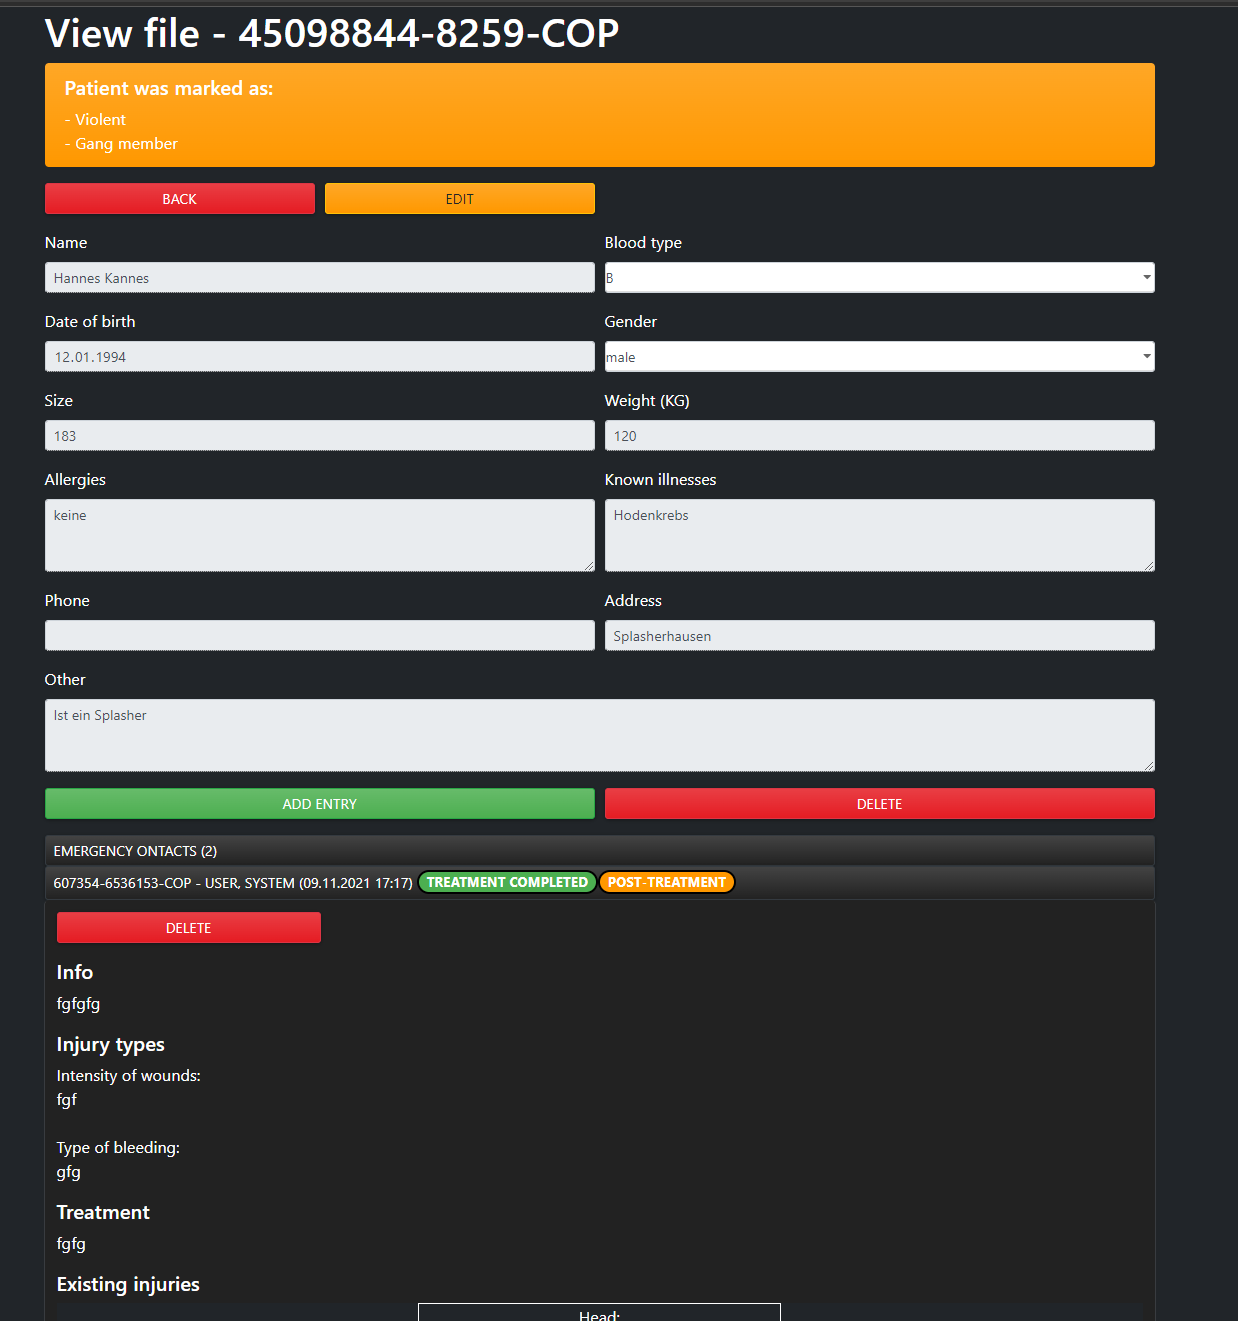 View file - 45098844-8259-COP
Patient was marked as:
- Violent
- Gang member
BACK
EDIT
Name
Blood type
Hannes Kannes
B
Date of birth
Gender
12.01.1994
male
Size
Weight (KG)
183
120
Allergies
Known illnesses
keine
Hodenkrebs
Phone
Address
Splasherhausen
Other
Ist ein Splasher
ADD ENTRY
DELETE
EMERGENCY ONTACTS (2)
607354-6536153-COP - USER, SYSTEM (09.11.2021 17:17) TREATMENT COMPLETED POST-TREATMENT
DELETE
Info
fgfgfg
Injury types
Intensity of wounds:
fgf
Type of bleeding:
gfg
Treatment
fgfg
Existing injuries
Head: